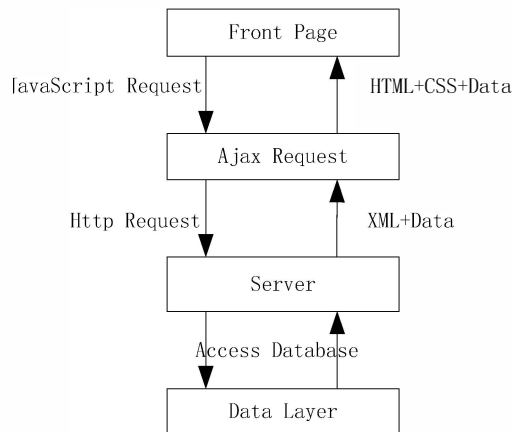 Front Page
JavaScript Request
HTML+CSS+Data
Ajax Request
Http Request
XML+Data
Server
Access Database
Data Layer